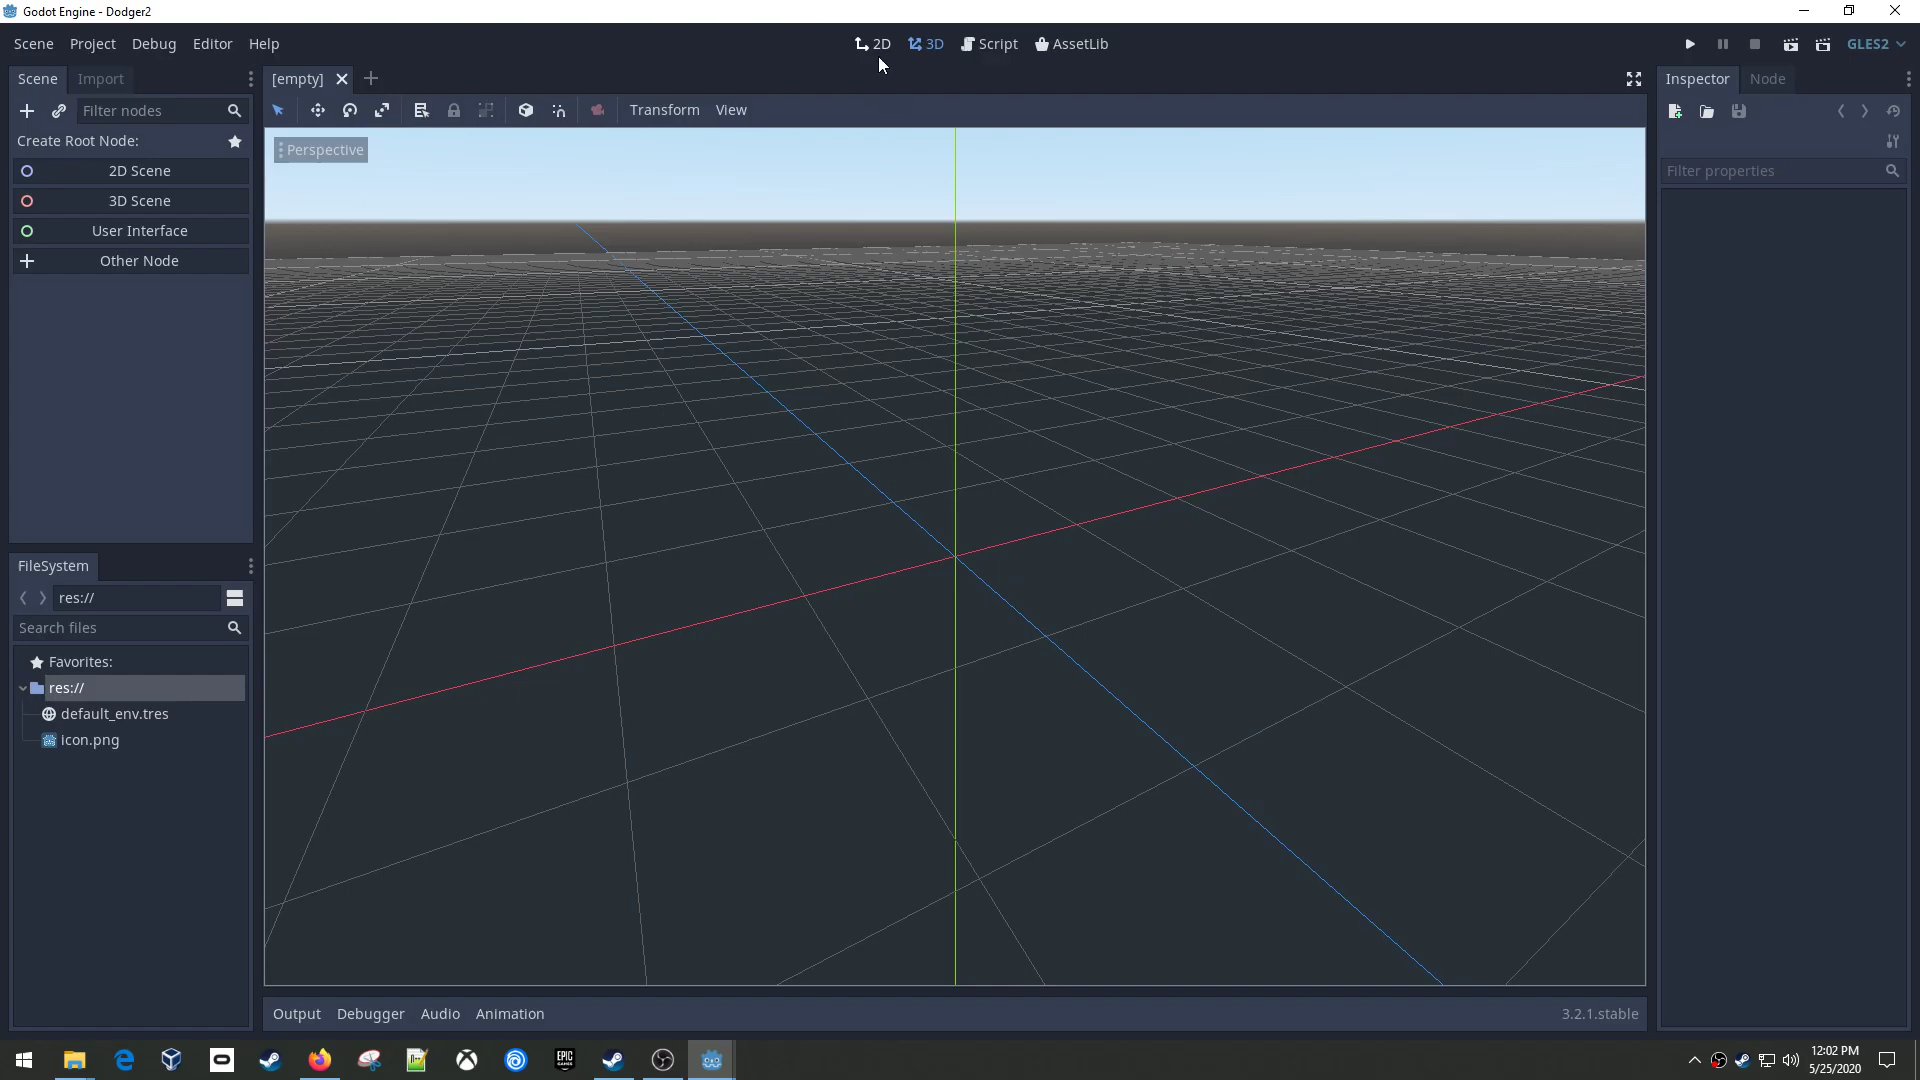 Godot Engine - Dodger2
Scene Project Debug Editor Help
2D 3D Script AssetLib
GLES2
Scene Import
[empty]
Inspector Node
Filter nodes
Transform View
Create Root Node:
Perspective
2D Scene
3D Scene
User Interface
Other Node
Filter properties
FileSystem
res://
Search files
Favorites:
res://
default_env.tres
icon.png
Output Debugger Audio Animation
3.2.1.stable
EPIC
GAMES
12:02 PM
5/25/2020